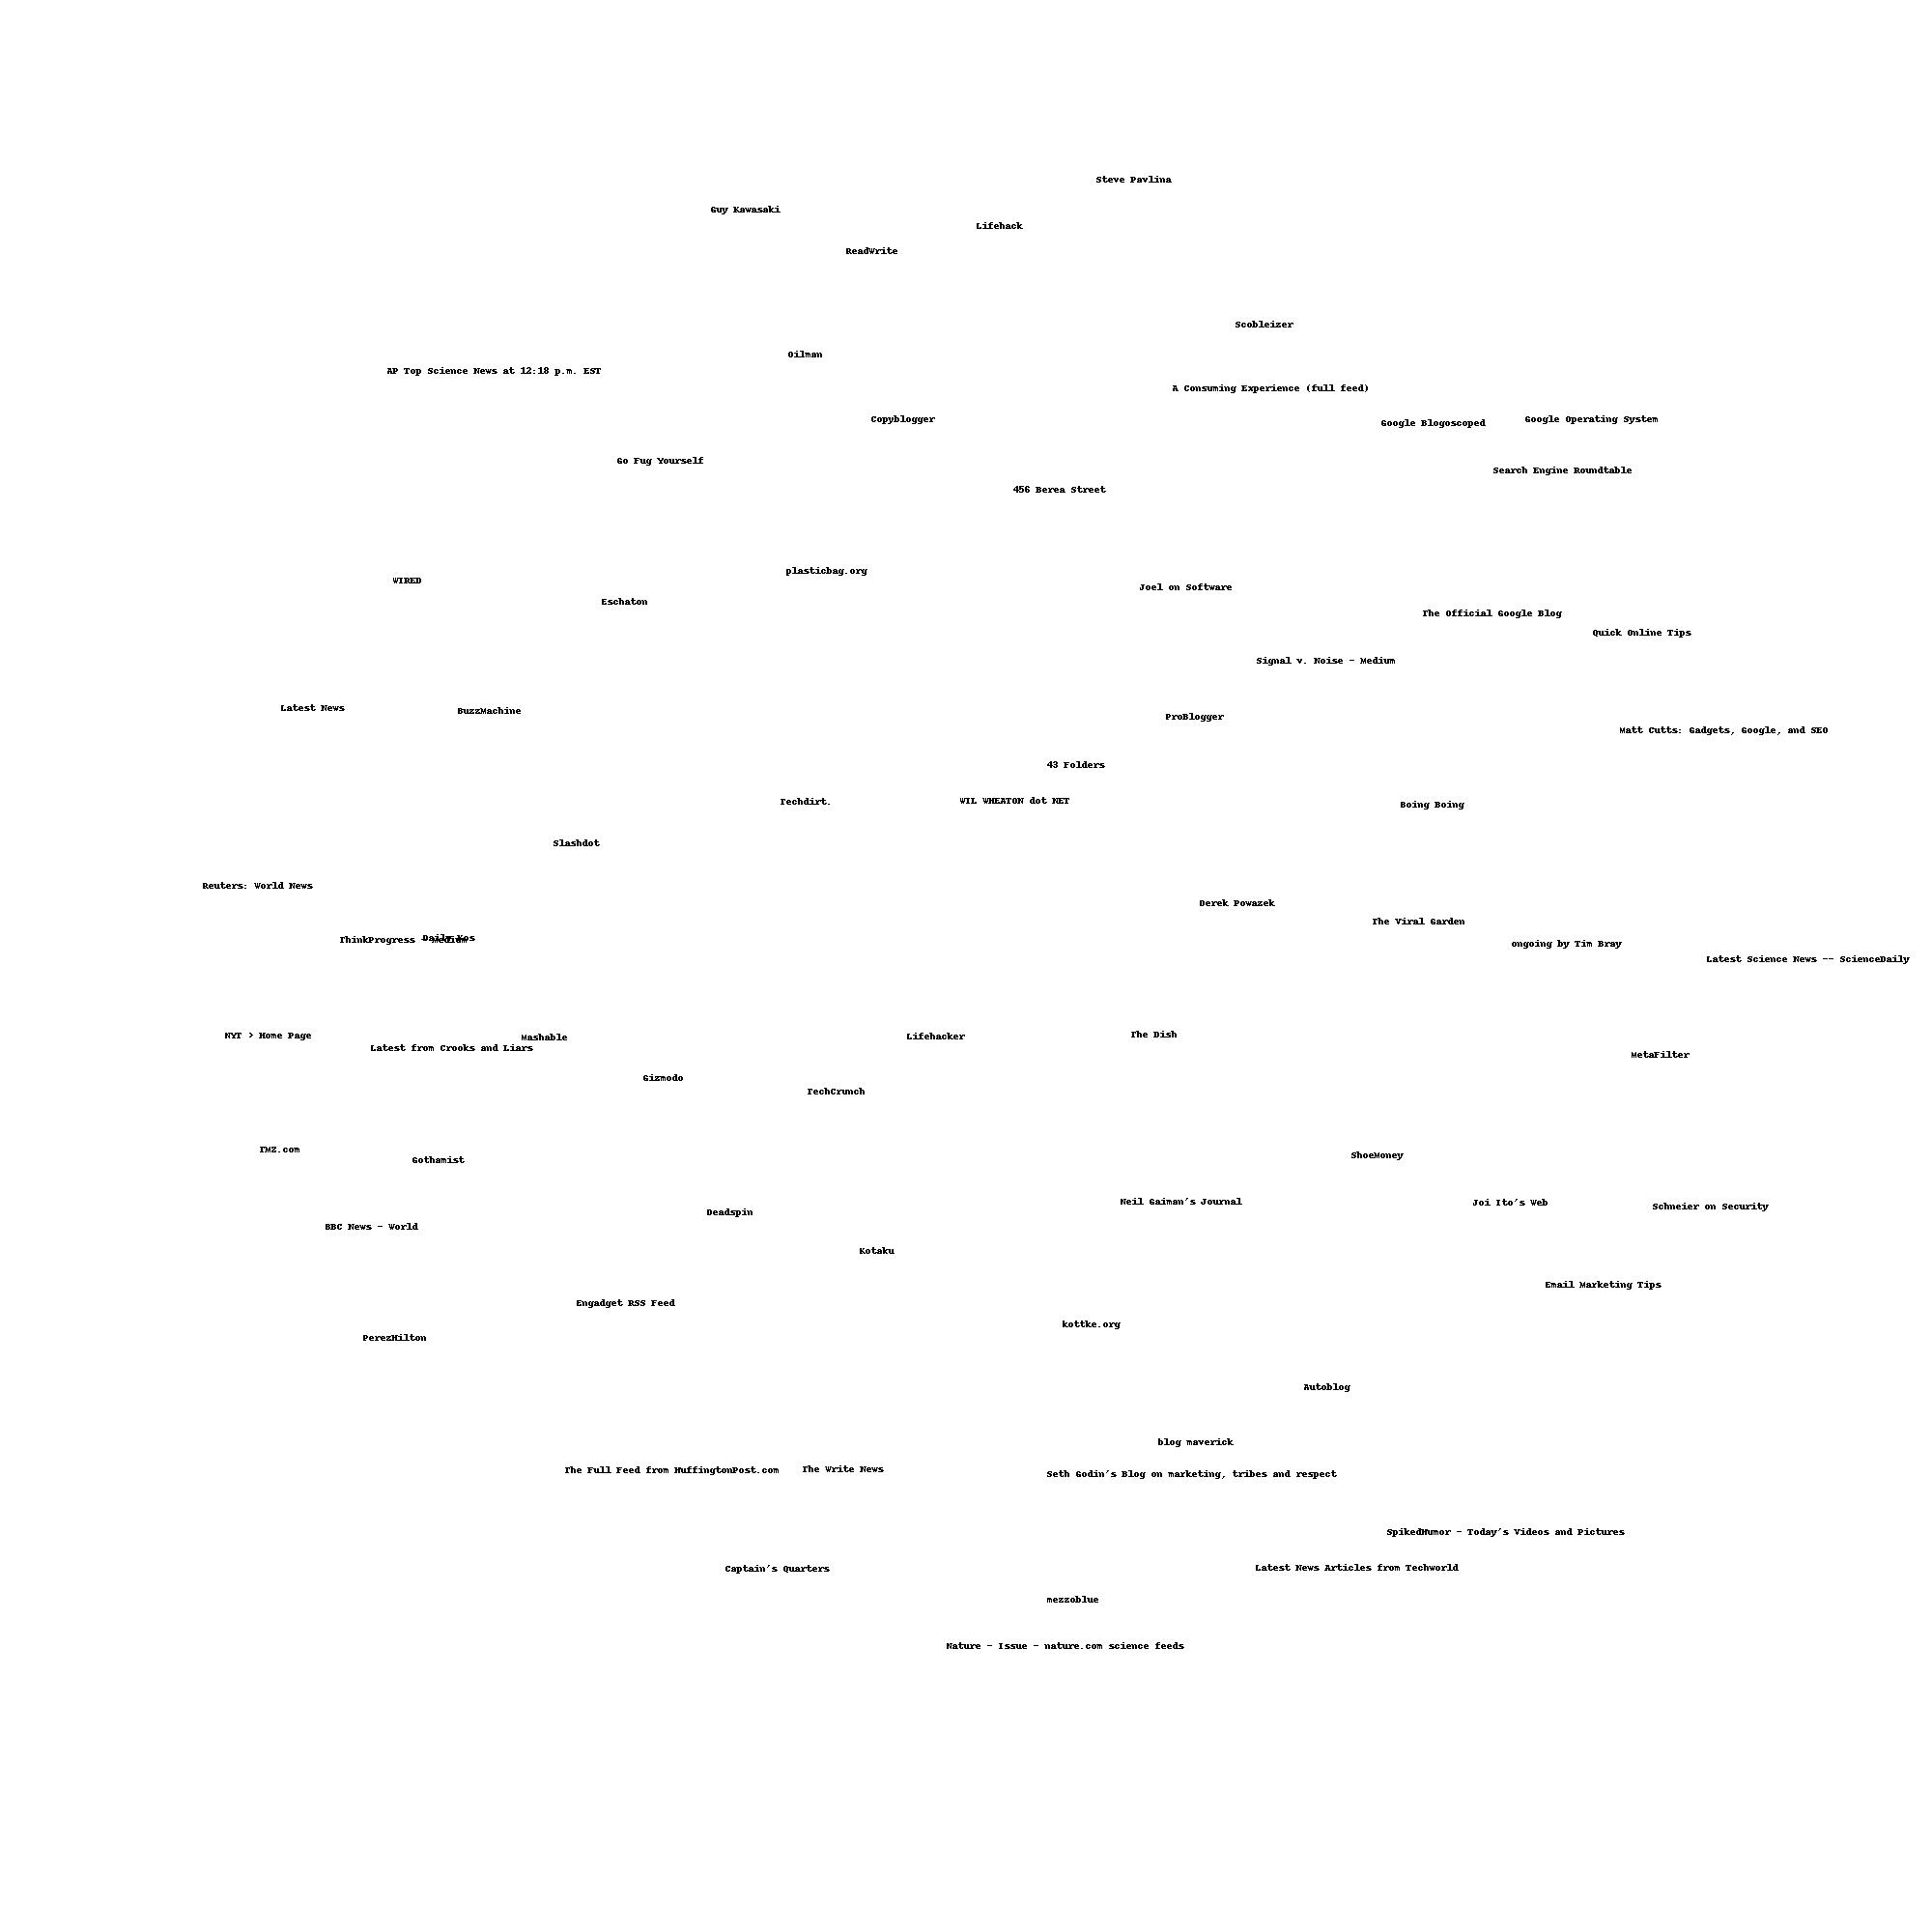 Steve Pavlina
Guy Kawasaki
Lifehack
ReadWrite
Scobleizer
Oilman
AP Top Science News at 12:18 p.m. EST
A Consuming Experience (full feed)
Copyblogger
Google Blogoscoped
Google Operating System
Go Fug Yourself
Search Engine Roundtable
456 Berea Street
plasticbag.org
WIRED
Joel on Software
Eschaton
The Official Google Blog
Quick Online Tips
Signal v. Noise - Medium
Latest News
BuzzMachine
ProBlogger
Matt Cutts: Gadgets, Google, and SEO
43 Folders
Techdirt.
WIL WHEATON dot NET
Boing Boing
Slashdot
Reuters: World News
Derek Powazek
The Viral Garden
ThinkProgress - Medium
Daily Kos
ongoing by Tim Bray
Latest Science News -- ScienceDaily
NYT > Home Page
Mashable
Lifehacker
The Dish
Latest from Crooks and Liars
MetaFilter
Gizmodo
TechCrunch
TMZ.com
Gothamist
ShoeMoney
Neil Gaiman's Journal
Joi Ito's Web
Schneier on Security
Deadspin
BBC News - World
Kotaku
Email Marketing Tips
Engadget RSS Feed
kottke.org
PerezHilton
Autoblog
blog maverick
The Full Feed from HuffingtonPost.com
The Write News
Seth Godin's Blog on marketing, tribes and respect
SpikedHumor - Today's Videos and Pictures
Captain's Quarters
Latest News Articles from Techworld
mezzoblue
Nature - Issue - nature.com science feeds